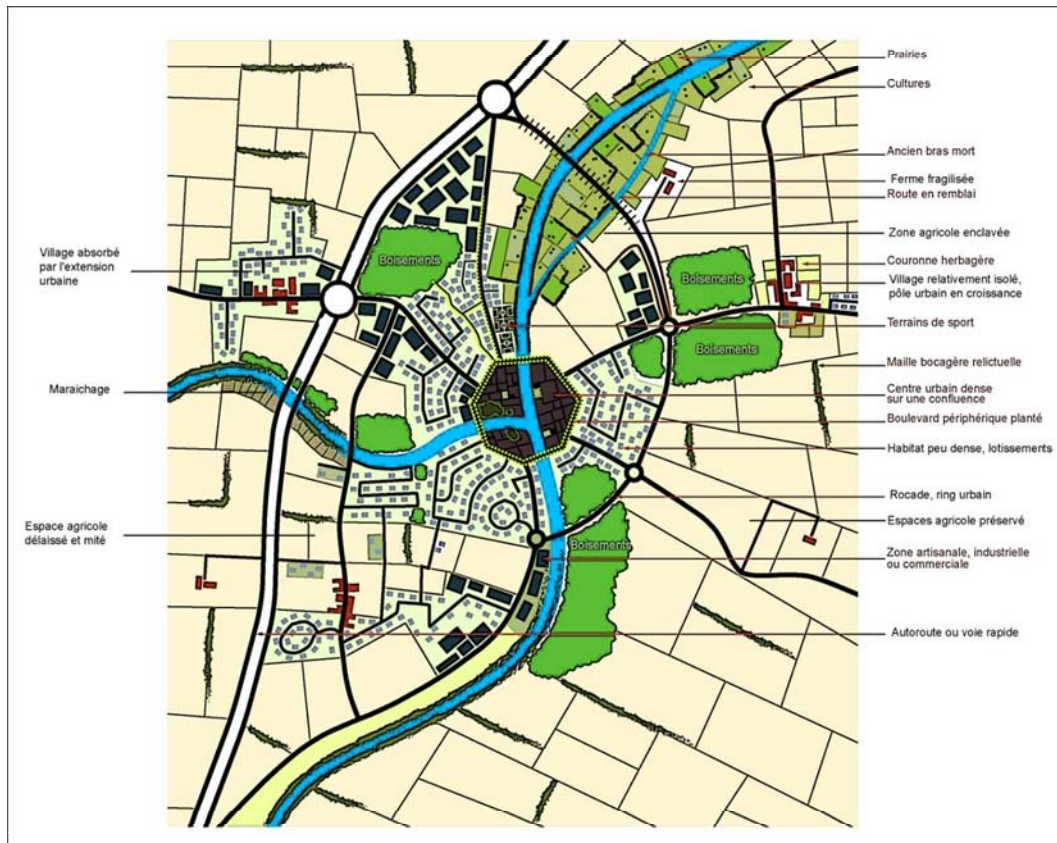 Prairies
Cultures
Ancien bras mort
Ferme fragilisée
Route en remblai
Zone agricole enclavée
Couronne herbagère
Village relativement isolé,
pôle urbain en croissance
Terrains de sport
Maille bocagère relictuelle
Centre urbain dense
sur une confluence
Boulevard périphérique planté
Habitat peu dense, lotissements
Rocade, ring urbain
Espaces agricole préservé
Zone artisanale, industrielle
ou commerciale
Autoroute ou voie rapide
Village absorbé
par l'extension
urbaine
Maraichage
Espace agricole
délaissé et mité
Boisements
Boisements
Boisements
Boisements